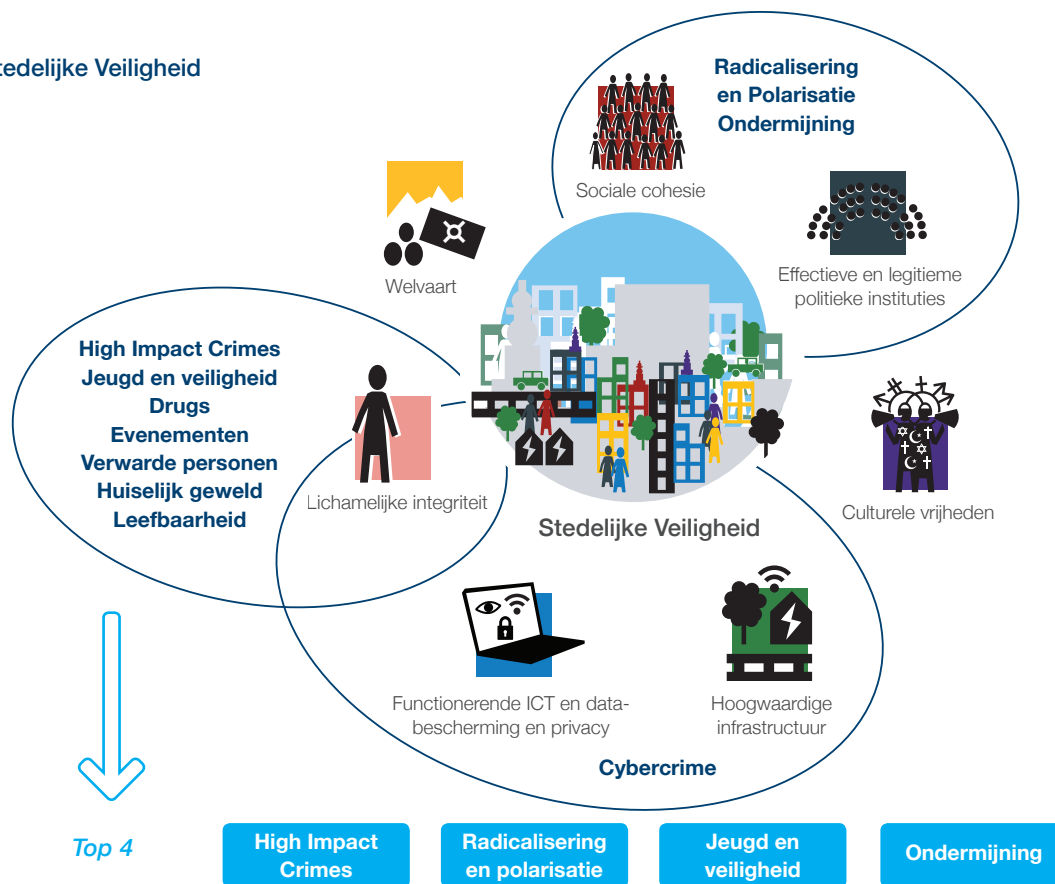 tedelijke Veiligheid
Radicalisering
en Polarisatie
Ondermijning
Sociale cohesie
Effectieve en legitieme
politieke instituties
Welvaart
High Impact Crimes
Jeugd en veiligheid
Drugs
Evenementen
Verwarde personen
Huiselijk geweld
Leefbaarheid
Lichamelijke integriteit
Culturele vrijheden
Stedelijke Veiligheid
Functionerende ICT en data-
bescherming en privacy
Hoogwaardige
infrastructuur
Cybercrime
Top 4
High Impact
Crimes
Radicalisering
en polarisatie
Jeugd en
veiligheid
Ondermijning